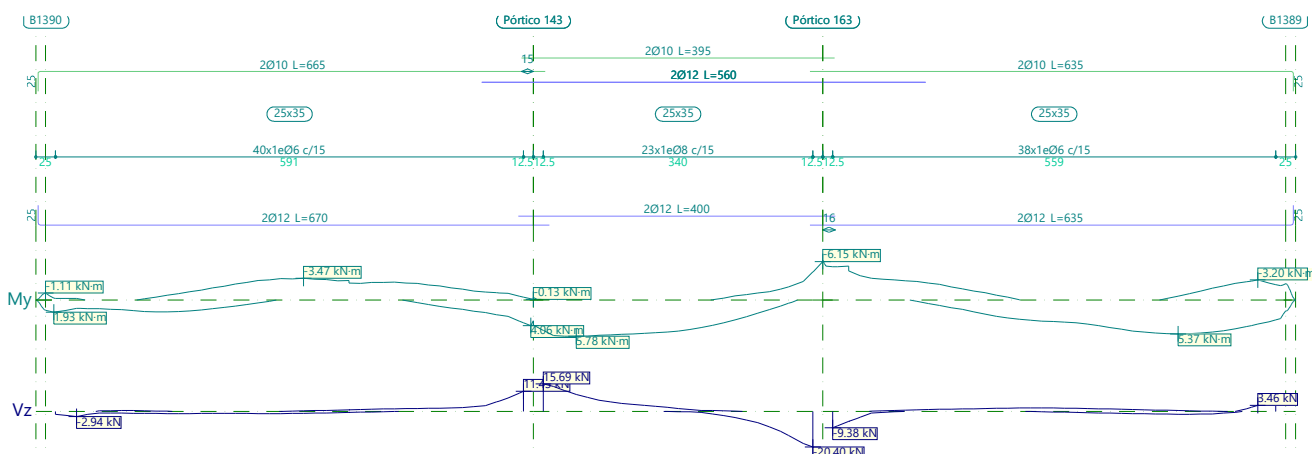 B1390 Pórtico 143 Pórtico 163 B1389
2Ø10 L=395
15
2Ø10 L=665 2Ø10 L=635
2Ø12 L=560
25 25
25x35 25x35 25x35
40x1eØ6 c/15 23x1eØ8 c/15 38x1eØ6 c/15
25 591 12.5 12.5 340 12.5 12.5 559 25
2Ø12 L=400
25 2Ø12 L=670 16 2Ø12 L=635 25
-6.15 kN·m
-3.47 kN·m -3.20 kN·m
-1.11 kN·m
My -0.13 kN·m
1.93 kN·m
4.06 kN·m
5.78 kN·m 5.37 kN·m
15.69 kN
3.46 kN
Vz
-2.94 kN
-9.38 kN
-20.40 kN